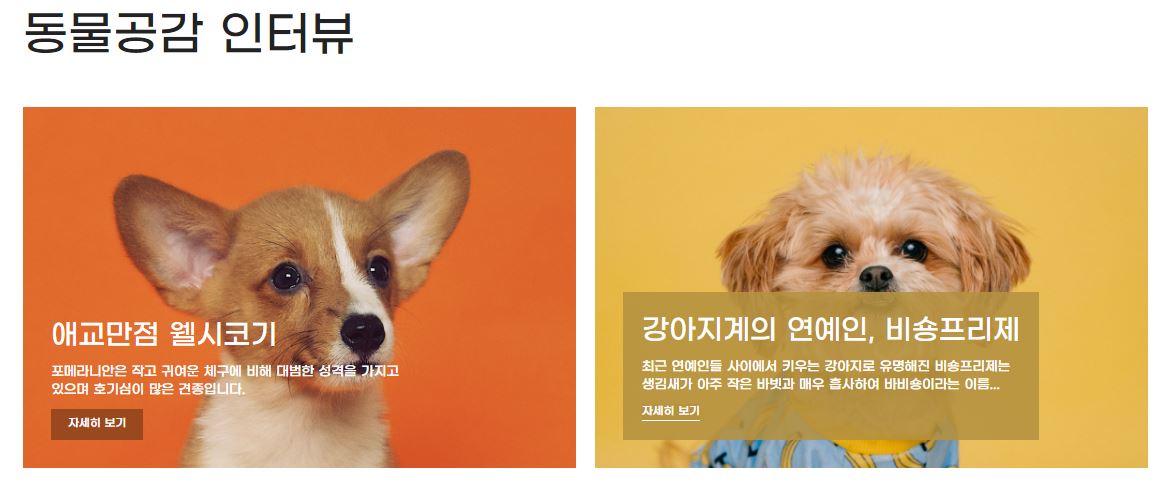 동물공감 인터뷰
애교만점 웰시코기
포메라니안은 작고 귀여운 체구에 비해 대범한 성격을 가지고
있으며 호기심이 많은 견종입니다.
자세히 보기
강아지계의 연예인, 비숑프리제
최근 연예인들 사이에서 키우는 강아지로 유명해진 비숑프리제는
생김새가 아주 작은 바빗과 매우 흡사하여 바비숑이라는 이름...
자세히 보기